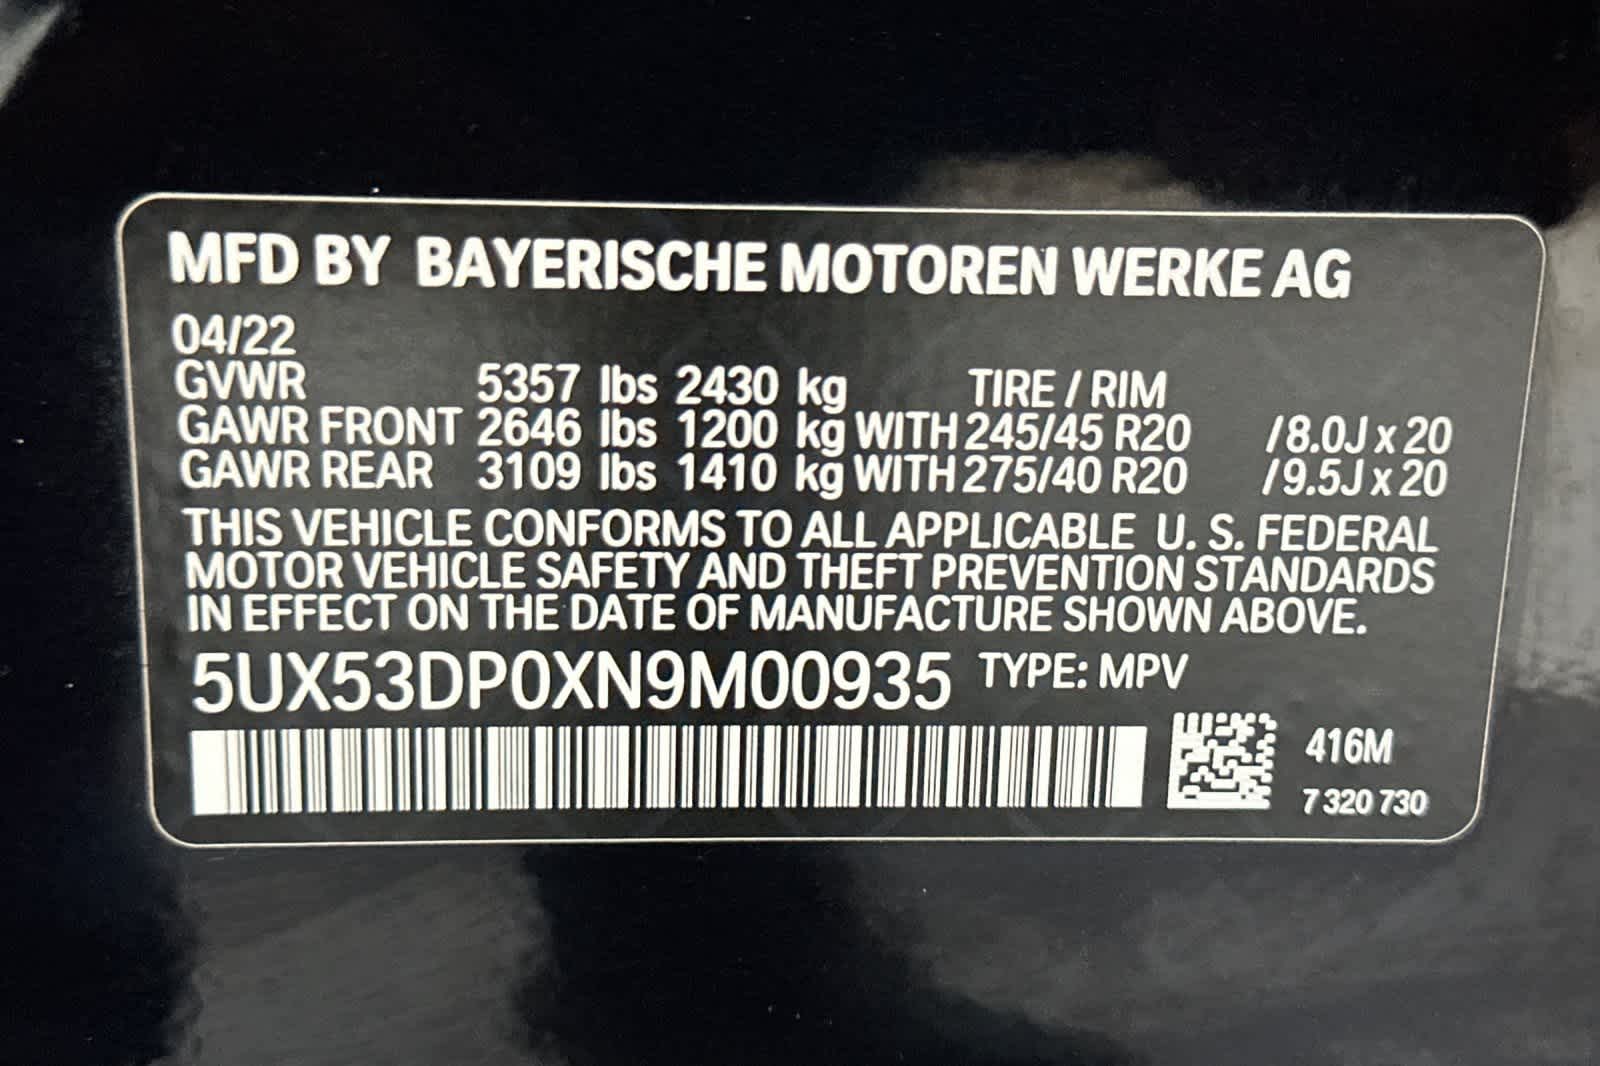 MFD BY BAYERISCHE MOTOREN WERKE AG
04/22
GVWR 5357 lbs 2430 kg TIRE / RIM
GAWR FRONT 2646 lbs 1200 kg WITH 245/45 R20 /8.0J x 20
GAWR REAR 3109 lbs 1410 kg WITH 275/40 R20 /9.5J x 20
THIS VEHICLE CONFORMS TO ALL APPLICABLE U. S. FEDERAL
MOTOR VEHICLE SAFETY AND THEFT PREVENTION STANDARDS
IN EFFECT ON THE DATE OF MANUFACTURE SHOWN ABOVE.
5UX53DP0XN9M00935 TYPE: MPV
416M
7 320 730